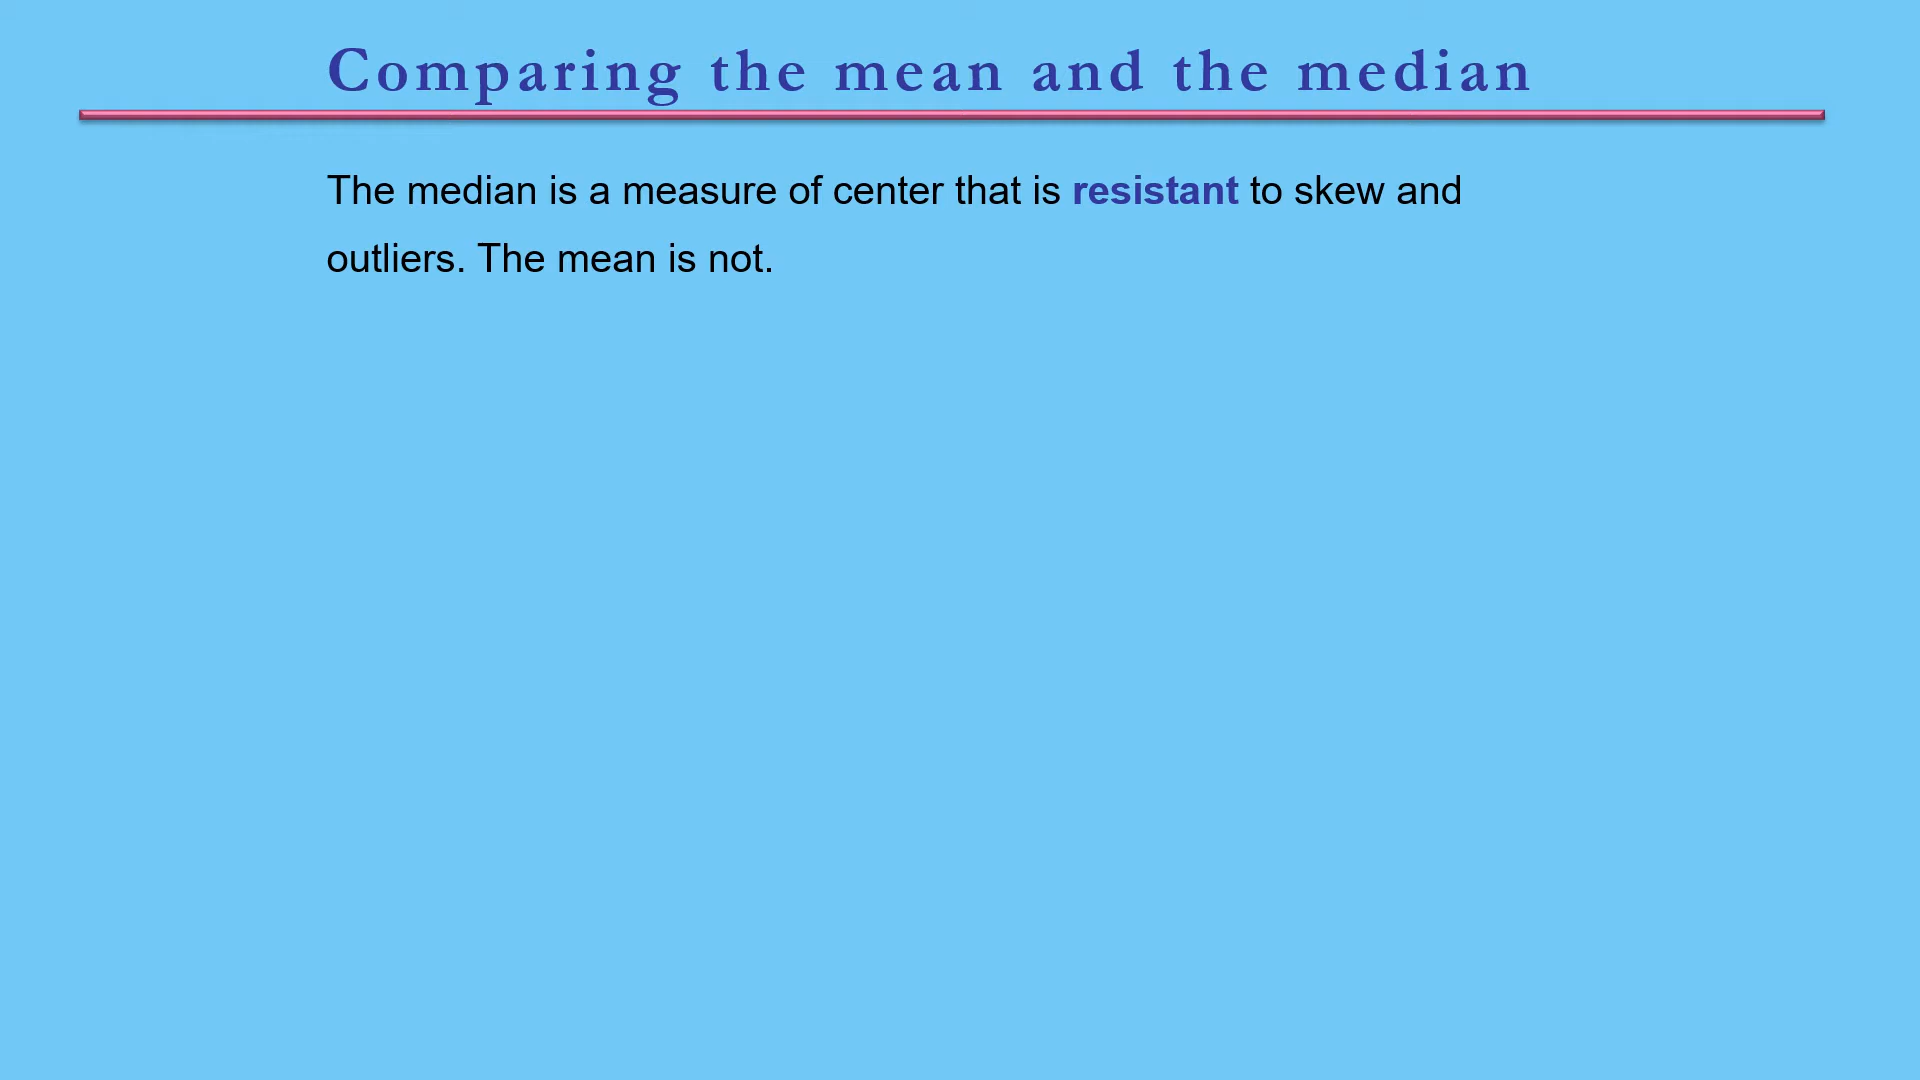 Comparing the mean and the median
The median is a measure of center that is resistant to skew and
outliers. The mean is not.